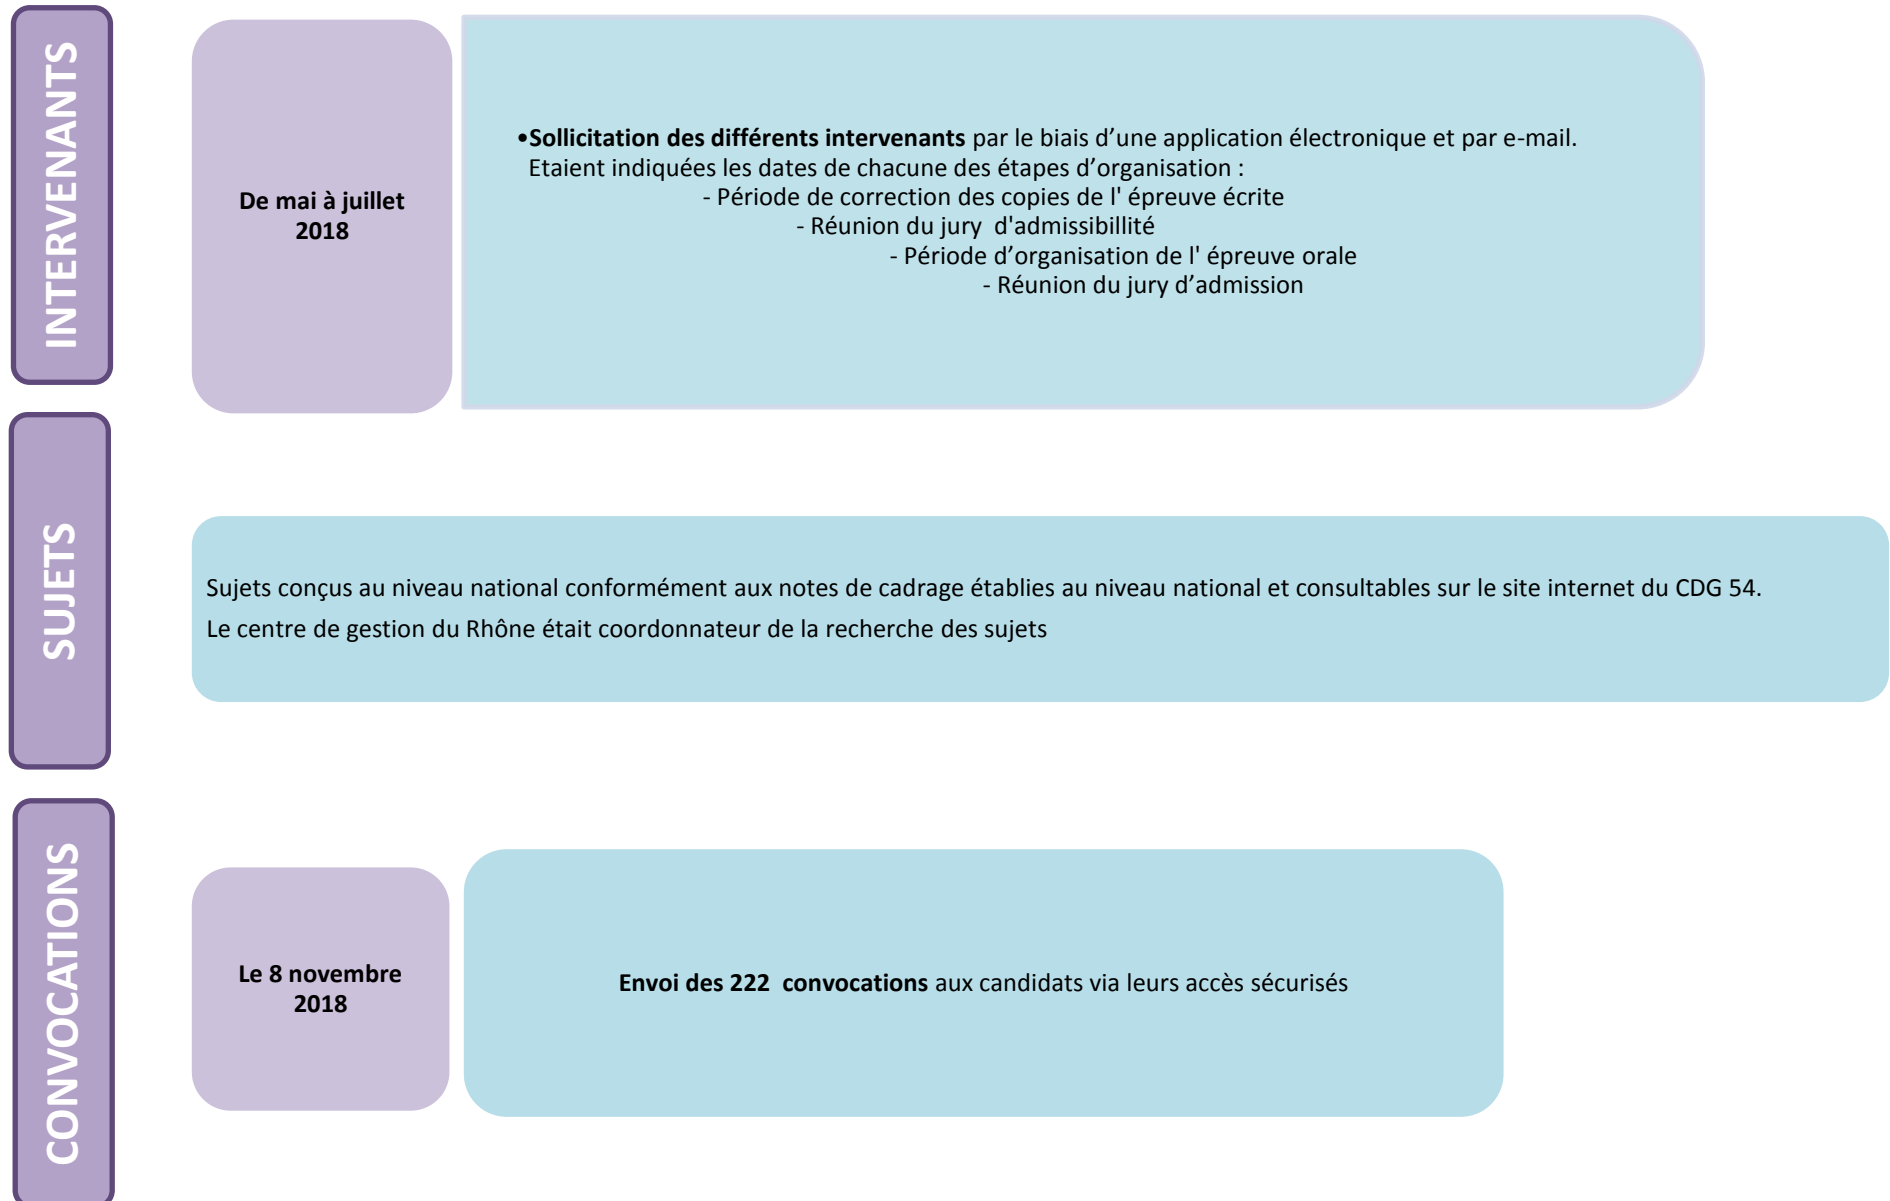 INTERVENANTS
De mai à juillet
2018
•Sollicitation des différents intervenants par le biais d’une application électronique et par e-mail.
Etaient indiquées les dates de chacune des étapes d’organisation :
- Période de correction des copies de l' épreuve écrite
- Réunion du jury d'admissibillité
- Période d’organisation de l' épreuve orale
- Réunion du jury d’admission
SUJETS
Sujets conçus au niveau national conformément aux notes de cadrage établies au niveau national et consultables sur le site internet du CDG 54.
Le centre de gestion du Rhône était coordonnateur de la recherche des sujets
CONVOCATIONS
Le 8 novembre
2018
Envoi des 222 convocations aux candidats via leurs accès sécurisés